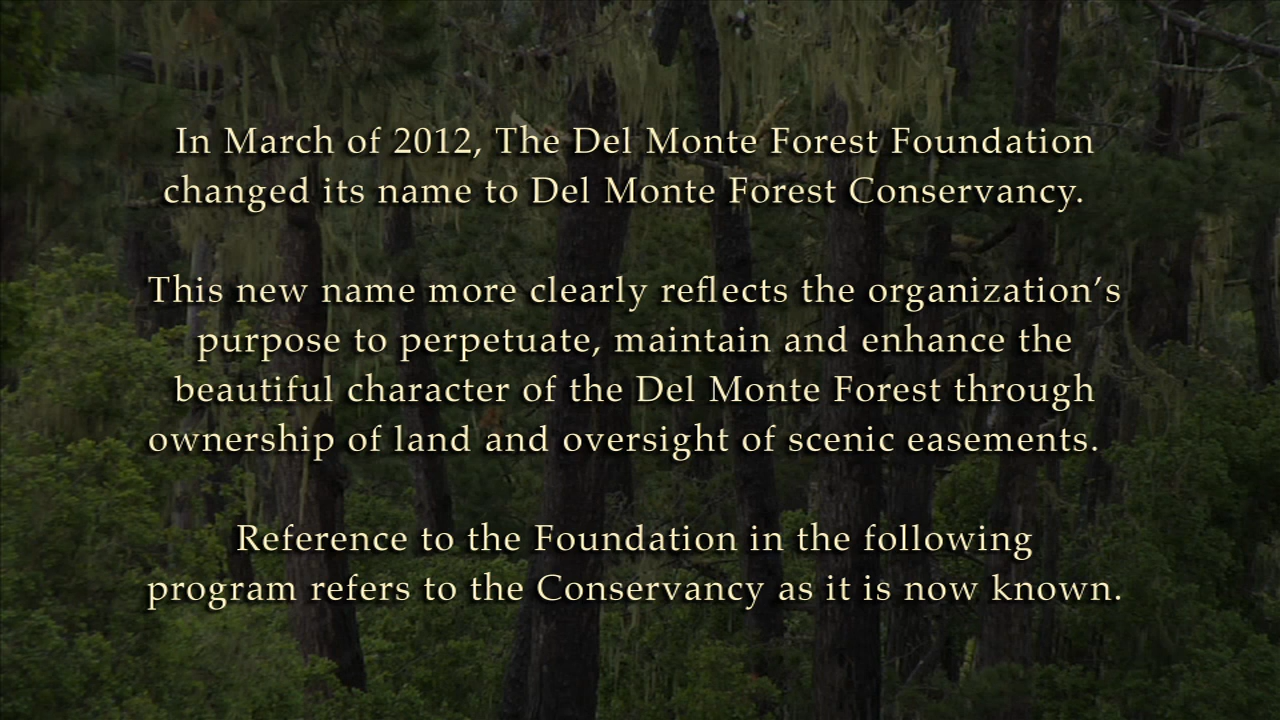 In March of 2012, The Del Monte Forest Foundation
changed its name to Del Monte Forest Conservancy.
This new name more clearly reflects the organization’s
purpose to perpetuate, maintain and enhance the
beautiful character of the Del Monte Forest through
ownership of land and oversight of scenic easements.
Reference to the Foundation in the following
program refers to the Conservancy as it is now known.